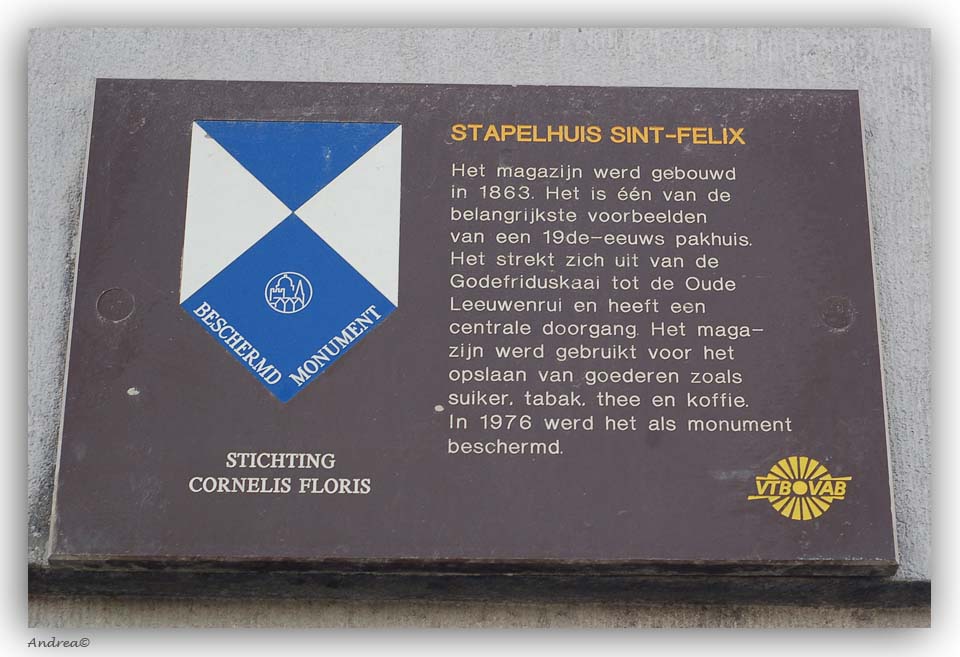 STAPELHUIS SINT-FELIX
Het magazijn werd gebouwd
in 1863. Het is één van de
belangrijkste voorbeelden
van een 19de-eeuws pakhuis.
Het strekt zich uit van de
Godefriduskaai tot de Oude
Leeuwenrui en heeft een
centrale doorgang. Het maga-
zijn werd gebruikt voor het
opslaan van goederen zoals
suiker, tabak, thee en koffie.
In 1976 werd het als monument
beschermd.
BESCHERMD MONUMENT
STICHTING
CORNELIS FLORIS
VTB VAB
Andrea©